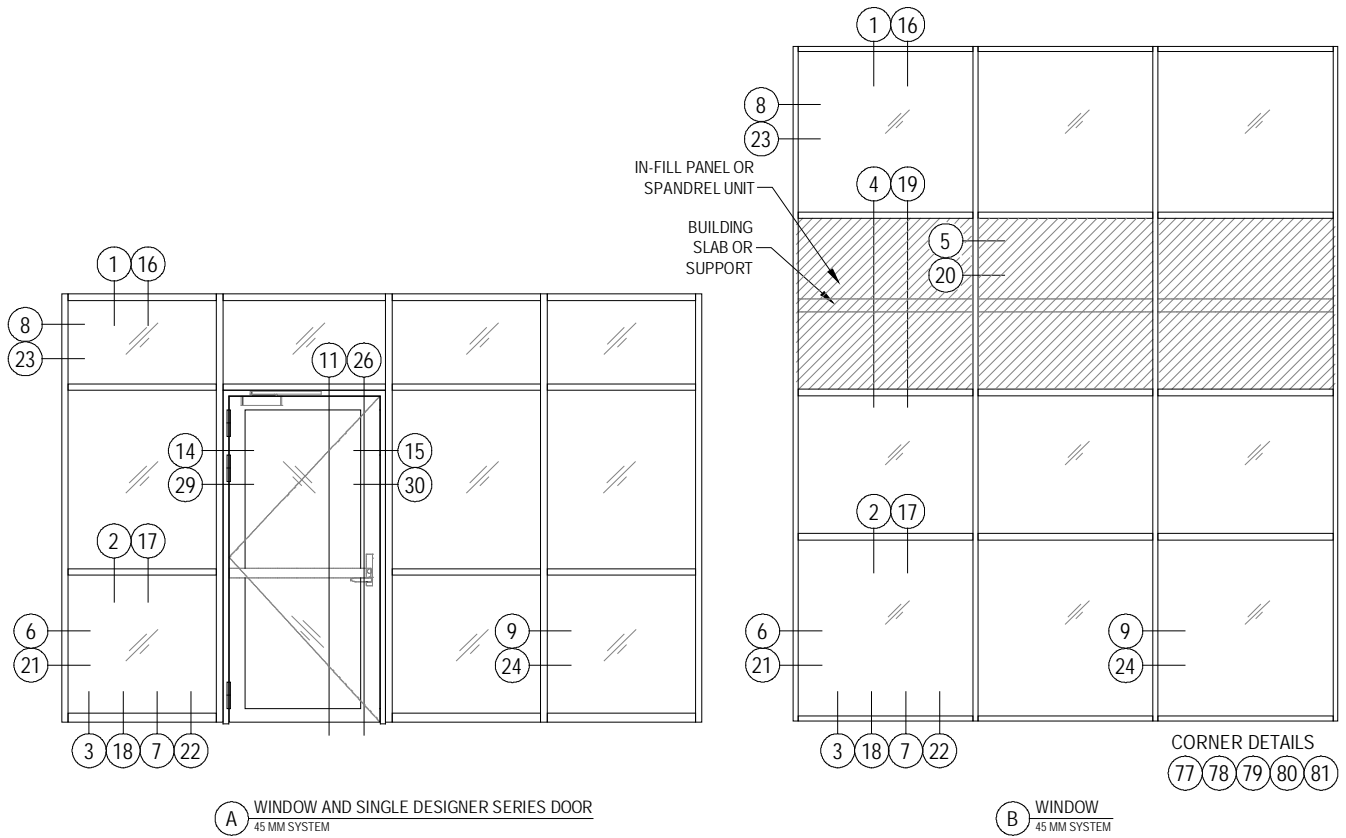 1 16
8
23
11 26
14
29
15
30
2 17
6
21
9
24
3 18 7 22
A WINDOW AND SINGLE DESIGNER SERIES DOOR
45 MM SYSTEM
1 16
8
23
IN-FILL PANEL OR
SPANDREL UNIT
4 19
BUILDING
SLAB OR
SUPPORT
5
20
2 17
6
21
9
24
3 18 7 22
CORNER DETAILS
77 78 79 80 81
B WINDOW
45 MM SYSTEM